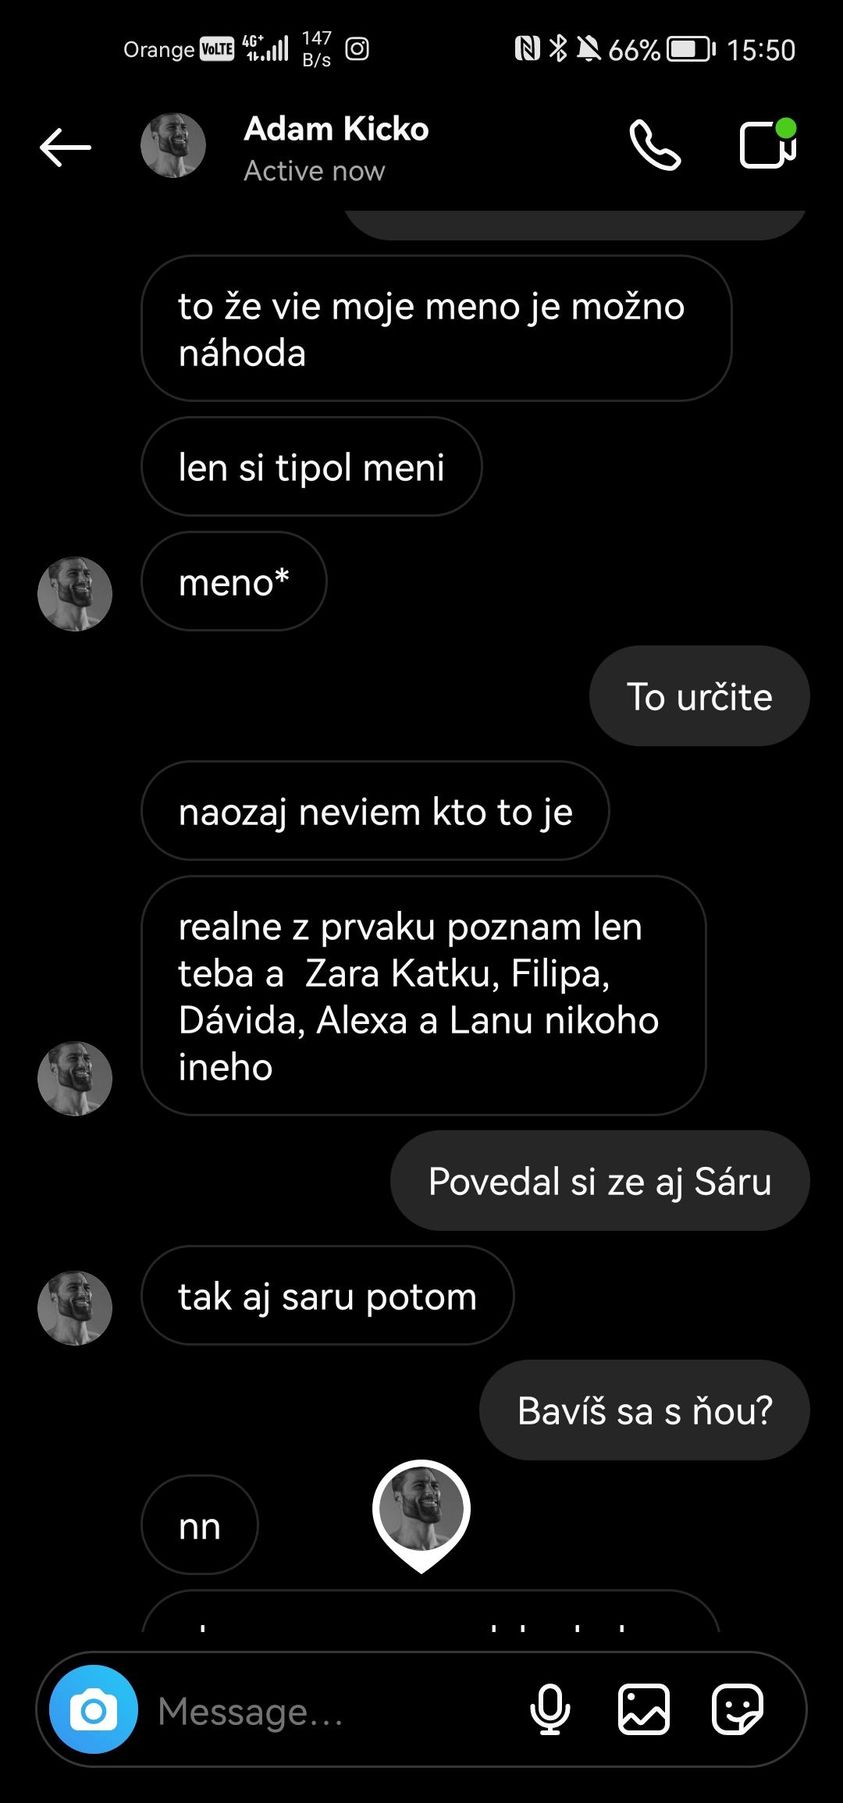 Orange VoLTE 4G+ 147 B/s 66% 15:50
Adam Kicko
Active now
to že vie moje meno je možno
náhoda
len si tipol meni
meno*
To určite
naozaj neviem kto to je
realne z prvaku poznam len
teba a  Zara Katku, Filipa,
Dávida, Alexa a Lanu nikoho
ineho
Povedal si ze aj Sáru
tak aj saru potom
Bavíš sa s ňou?
nn
Message...